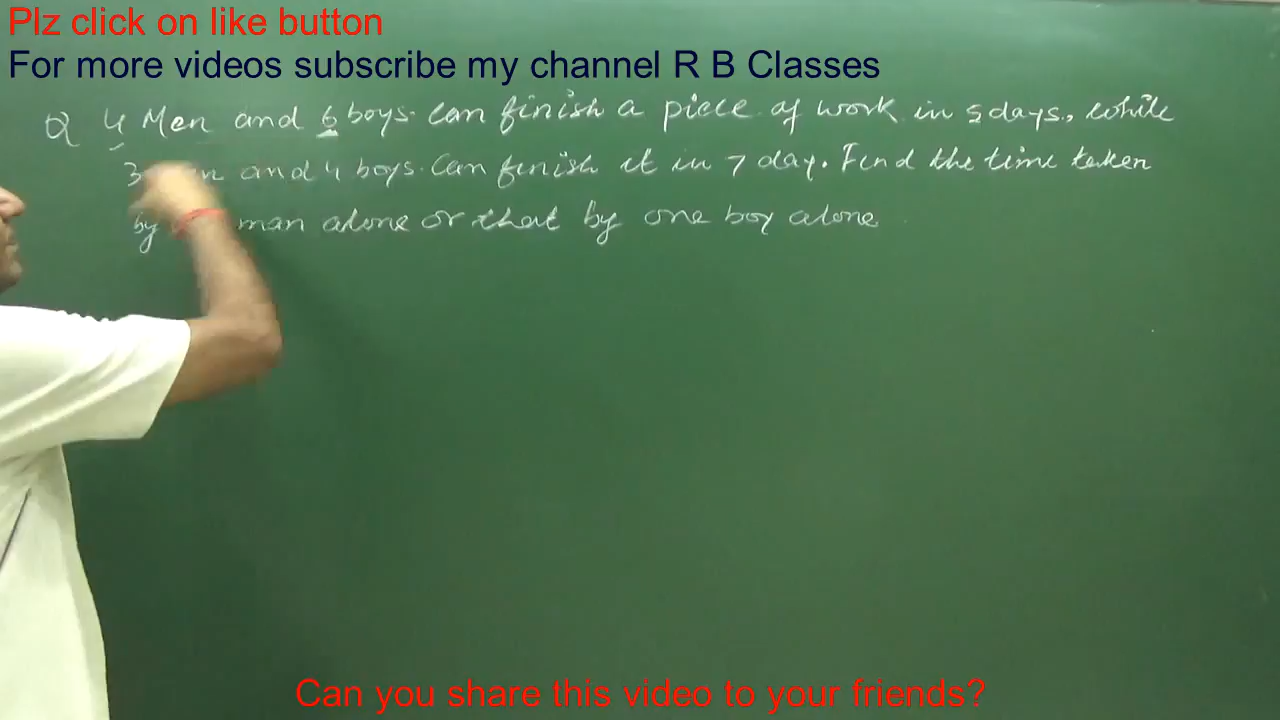 Plz click on like button
For more videos subscribe my channel R B Classes
Q 4 Men and 6 boys. Can finish a piece of work in 5 days., while
3 and 4 boys. Can finish it in 7 day. Find the time taken
by man alone or that by one boy alone
Can you share this video to your friends?